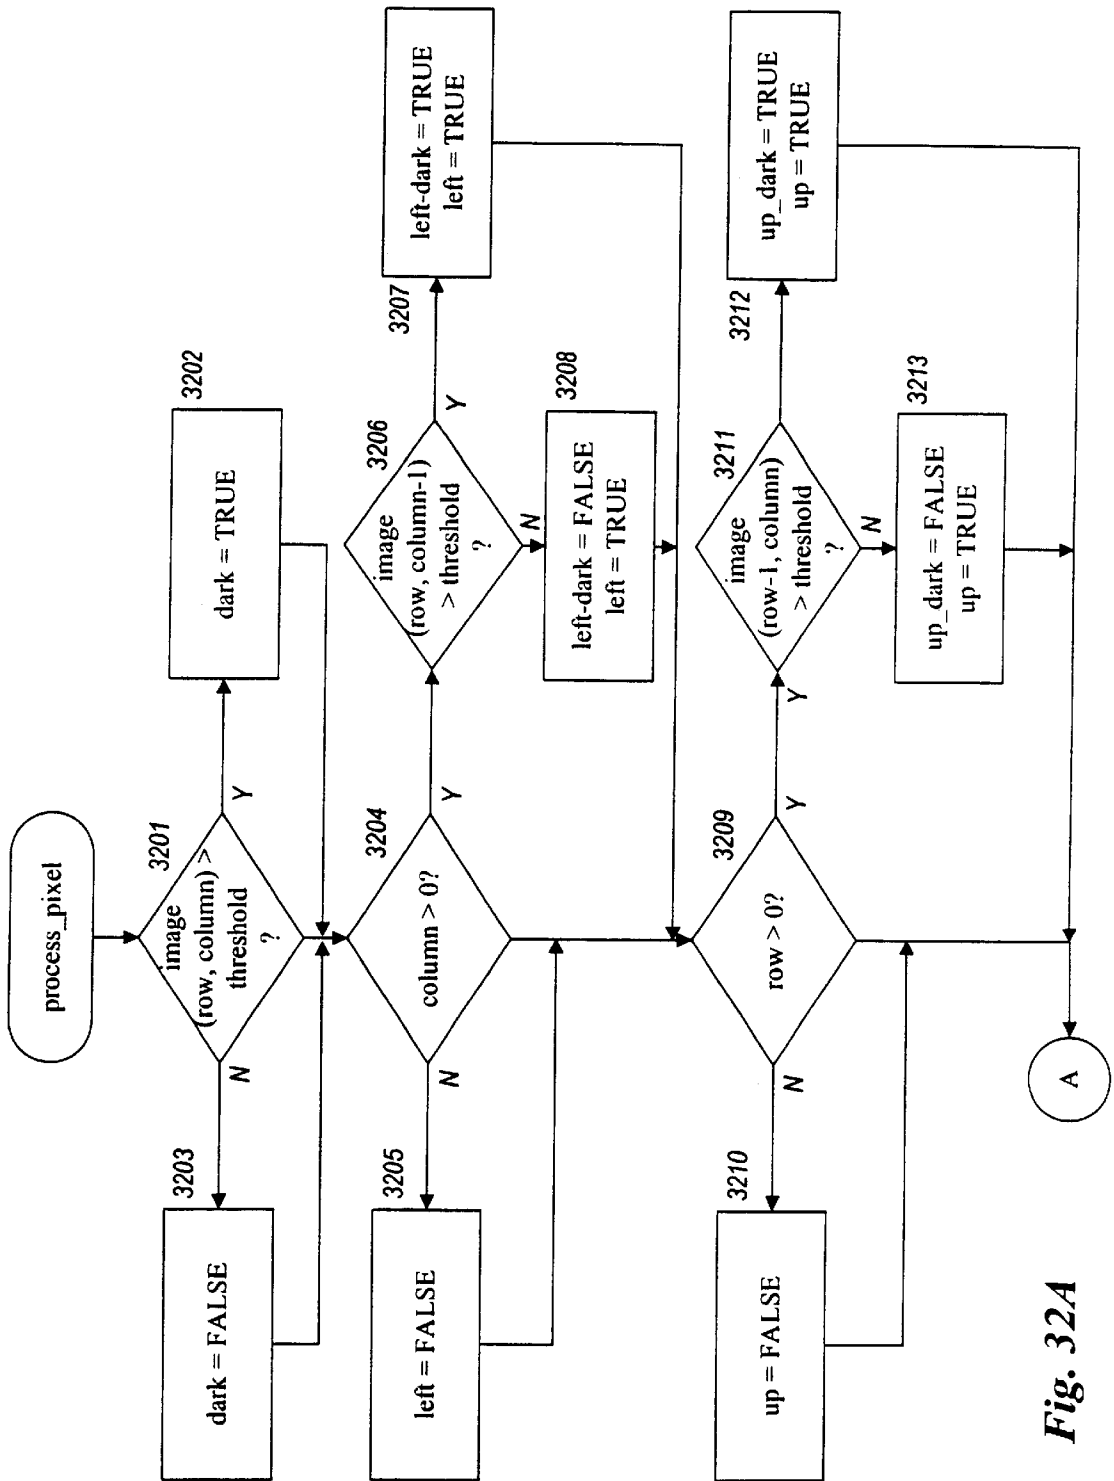 process_pixel
3201
image
(row, column) >
threshold
?
Y
N
3202
dark = TRUE
3203
dark = FALSE
3204
column > 0?
Y
N
3205
left = FALSE
3206
image
(row, column-1)
> threshold
?
Y
N
3207
left-dark = TRUE
left = TRUE
3208
left-dark = FALSE
left = TRUE
3209
row > 0?
Y
N
3210
up = FALSE
3211
image
(row-1, column)
> threshold
?
Y
N
3212
up_dark = TRUE
up = TRUE
3213
up_dark = FALSE
up = TRUE
A
Fig. 32A